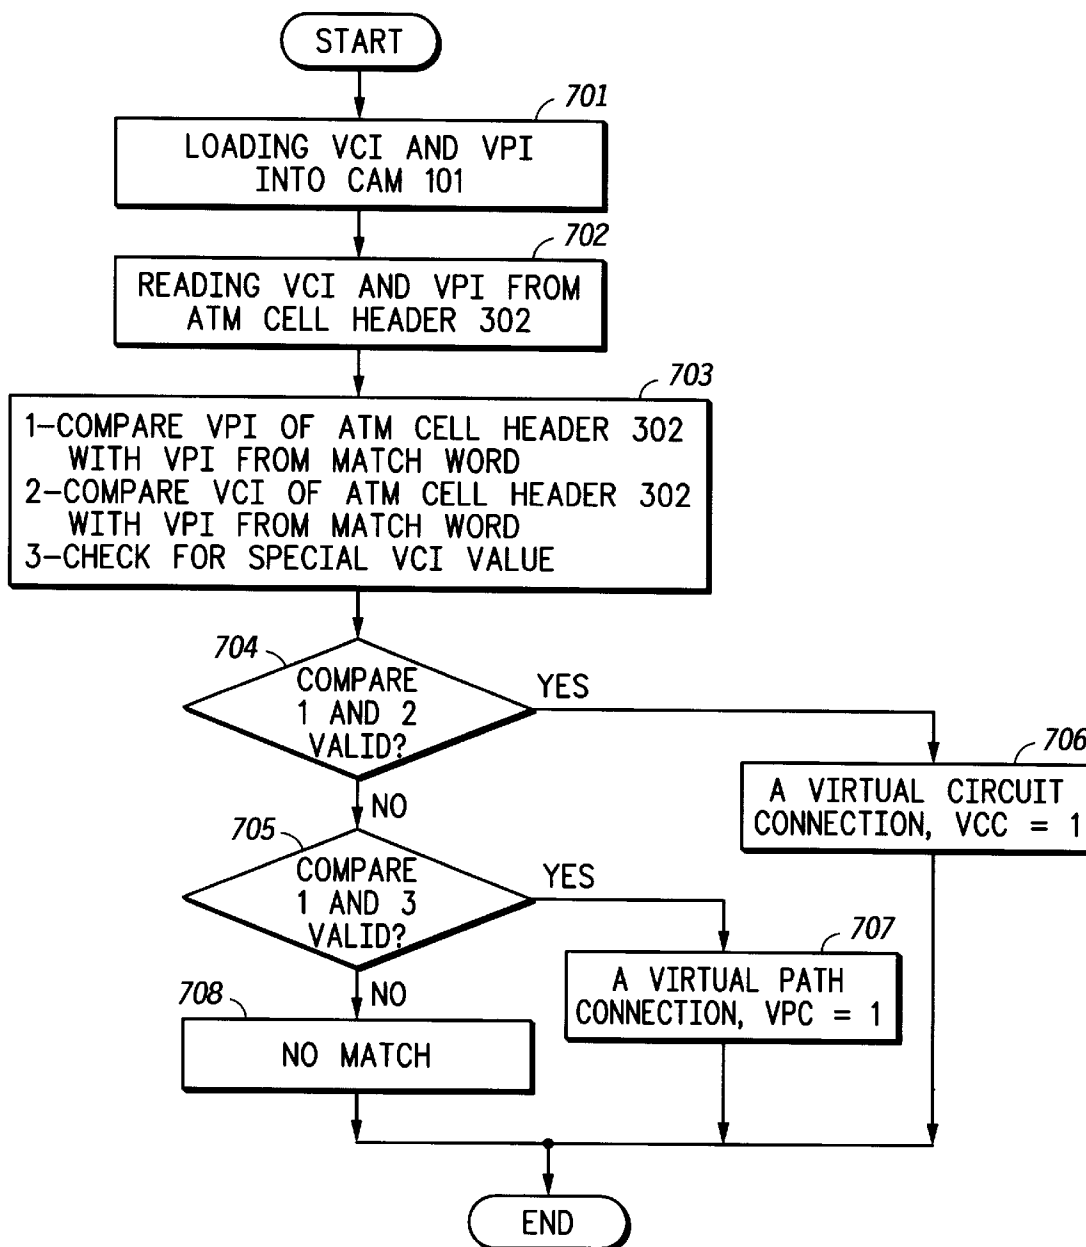 START
701
LOADING VCI AND VPI
INTO CAM 101
702
READING VCI AND VPI FROM
ATM CELL HEADER 302
703
1-COMPARE VPI OF ATM CELL HEADER 302
WITH VPI FROM MATCH WORD
2-COMPARE VCI OF ATM CELL HEADER 302
WITH VPI FROM MATCH WORD
3-CHECK FOR SPECIAL VCI VALUE
704
COMPARE
1 AND 2
VALID?
YES
706
A VIRTUAL CIRCUIT
CONNECTION, VCC = 1
NO
705
COMPARE
1 AND 3
VALID?
YES
707
A VIRTUAL PATH
CONNECTION, VPC = 1
NO
708
NO MATCH
END